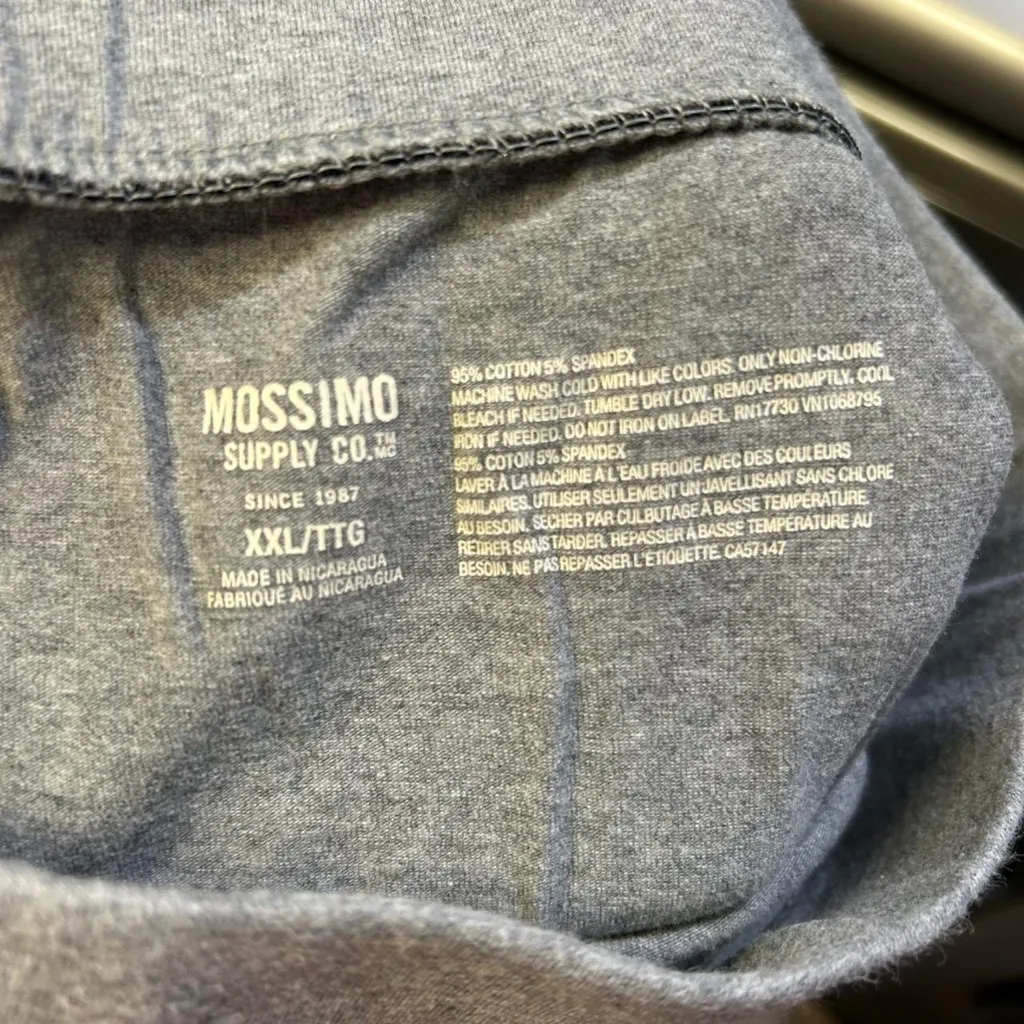 MOSSIMO
SUPPLY CO.™ MC
SINCE 1987
XXL/TTG
MADE IN NICARAGUA
FABRIQUÉ AU NICARAGUA
95% COTTON 5% SPANDEX
MACHINE WASH COLD WITH LIKE COLORS. ONLY NON-CHLORINE
BLEACH IF NEEDED. TUMBLE DRY LOW. REMOVE PROMPTLY. COOL
IRON IF NEEDED. DO NOT IRON ON LABEL. RN17730 VN1068795
95% COTON 5% SPANDEX
LAVER À LA MACHINE À L'EAU FROIDE AVEC DES COULEURS
SIMILAIRES. UTILISER SEULEMENT UN JAVELLISANT SANS CHLORE
AU BESOIN. SÉCHER PAR CULBUTAGE À BASSE TEMPÉRATURE.
RETIRER SANS TARDER. REPASSER À BASSE TEMPÉRATURE AU
BESOIN. NE PAS REPASSER L'ÉTIQUETTE. CA57147